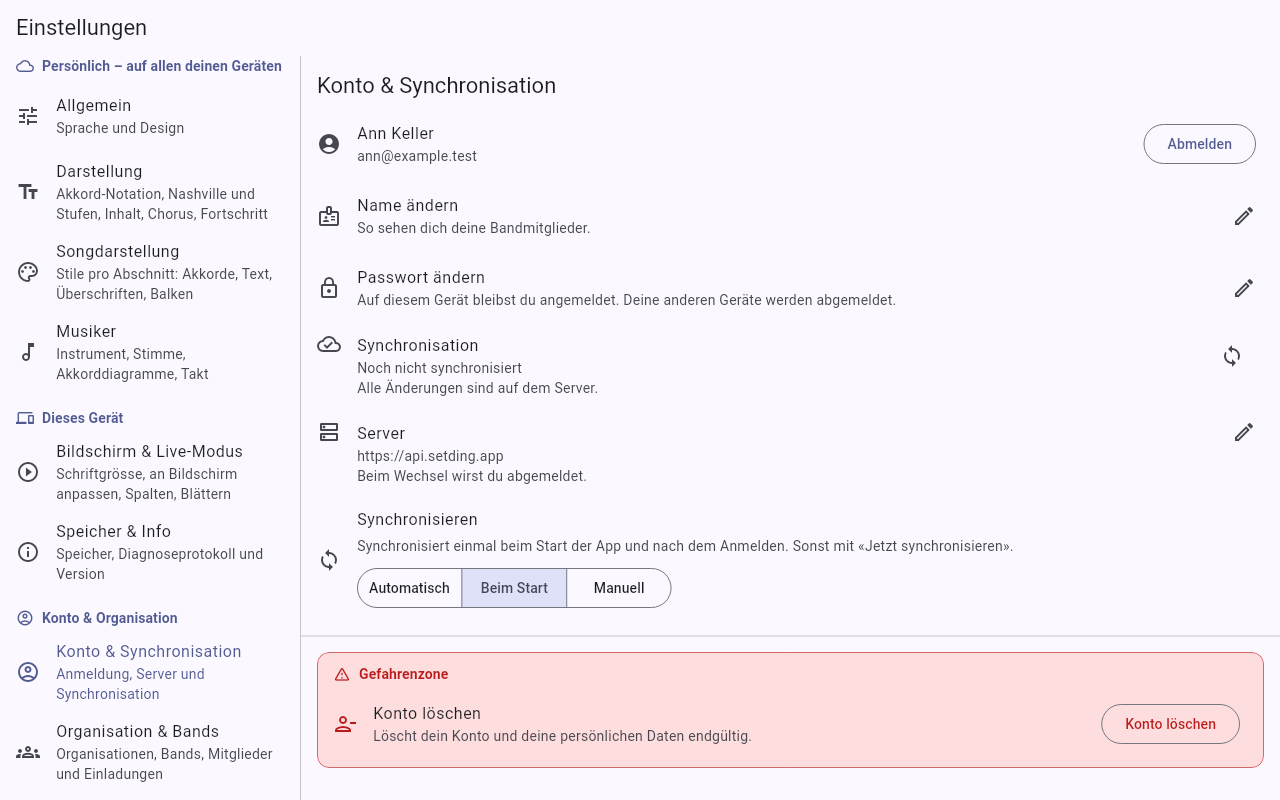 Einstellungen
Persönlich – auf allen deinen Geräten
Allgemein
Sprache und Design
Darstellung
Akkord-Notation, Nashville und
Stufen, Inhalt, Chorus, Fortschritt
Songdarstellung
Stile pro Abschnitt: Akkorde, Text,
Überschriften, Balken
Musiker
Instrument, Stimme,
Akkorddiagramme, Takt
Dieses Gerät
Bildschirm & Live-Modus
Schriftgrösse, an Bildschirm
anpassen, Spalten, Blättern
Speicher & Info
Speicher, Diagnoseprotokoll und
Version
Konto & Organisation
Konto & Synchronisation
Anmeldung, Server und
Synchronisation
Organisation & Bands
Organisationen, Bands, Mitglieder
und Einladungen
Konto & Synchronisation
Ann Keller
ann@example.test
Abmelden
Name ändern
So sehen dich deine Bandmitglieder.
Passwort ändern
Auf diesem Gerät bleibst du angemeldet. Deine anderen Geräte werden abgemeldet.
Synchronisation
Noch nicht synchronisiert
Alle Änderungen sind auf dem Server.
Server
https://api.setding.app
Beim Wechsel wirst du abgemeldet.
Synchronisieren
Synchronisiert einmal beim Start der App und nach dem Anmelden. Sonst mit «Jetzt synchronisieren».
Automatisch
Beim Start
Manuell
Gefahrenzone
Konto löschen
Löscht dein Konto und deine persönlichen Daten endgültig.
Konto löschen